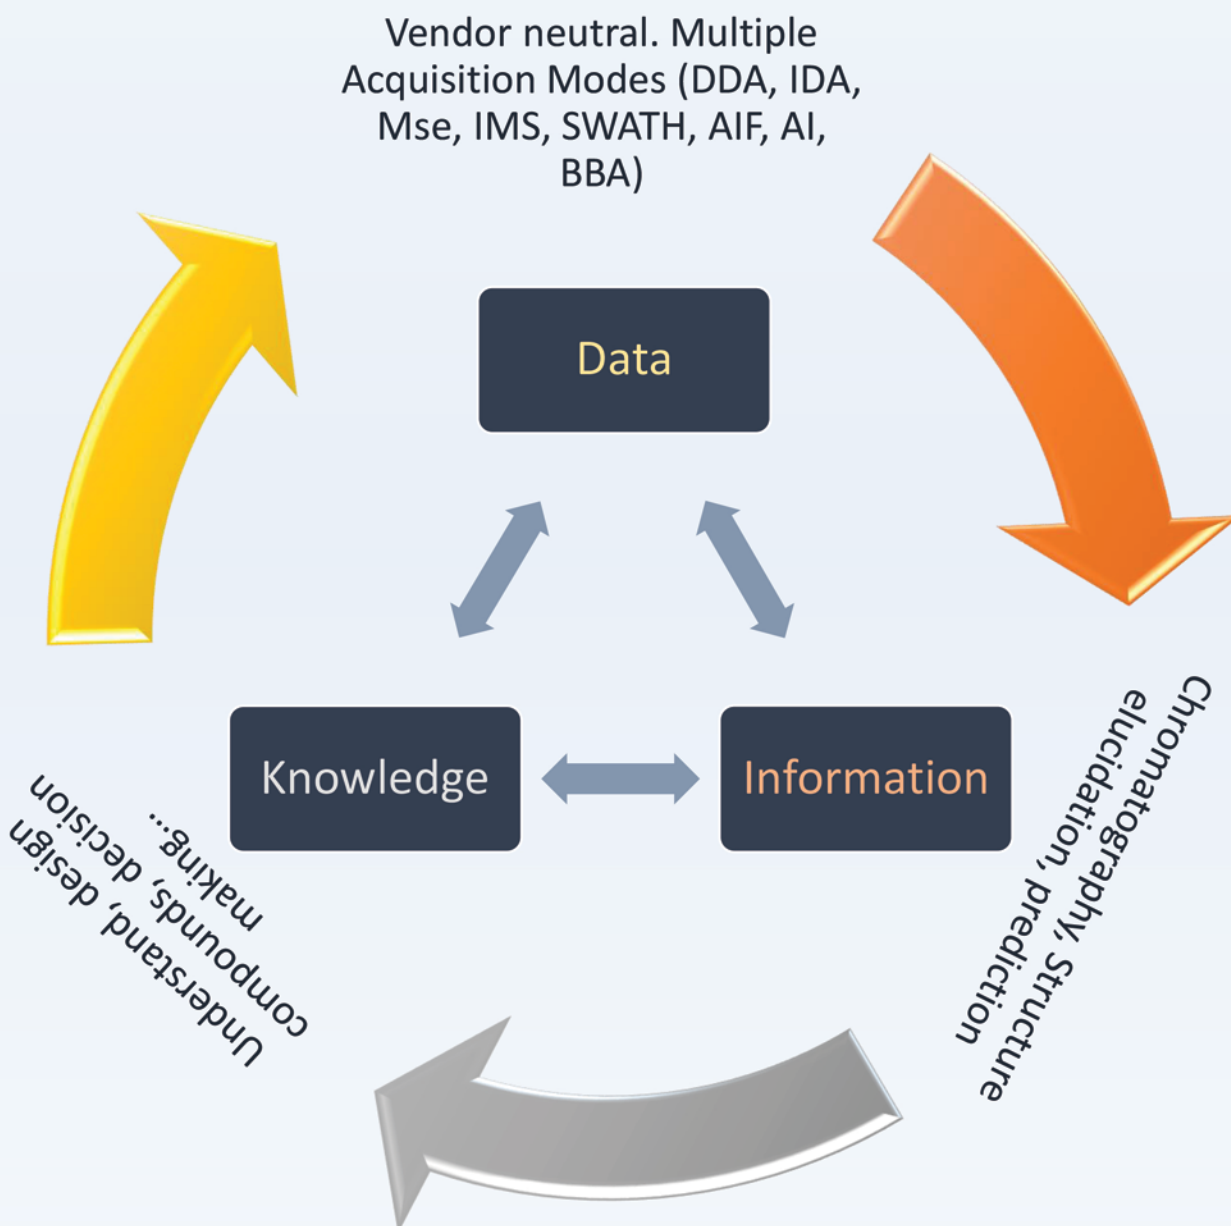 Vendor neutral. Multiple
Acquisition Modes (DDA, IDA,
Mse, IMS, SWATH, AIF, AI,
BBA)
Data
Knowledge
Information
Chromatography, Structure
elucidation, prediction
Understand, design
compounds, decision
making...